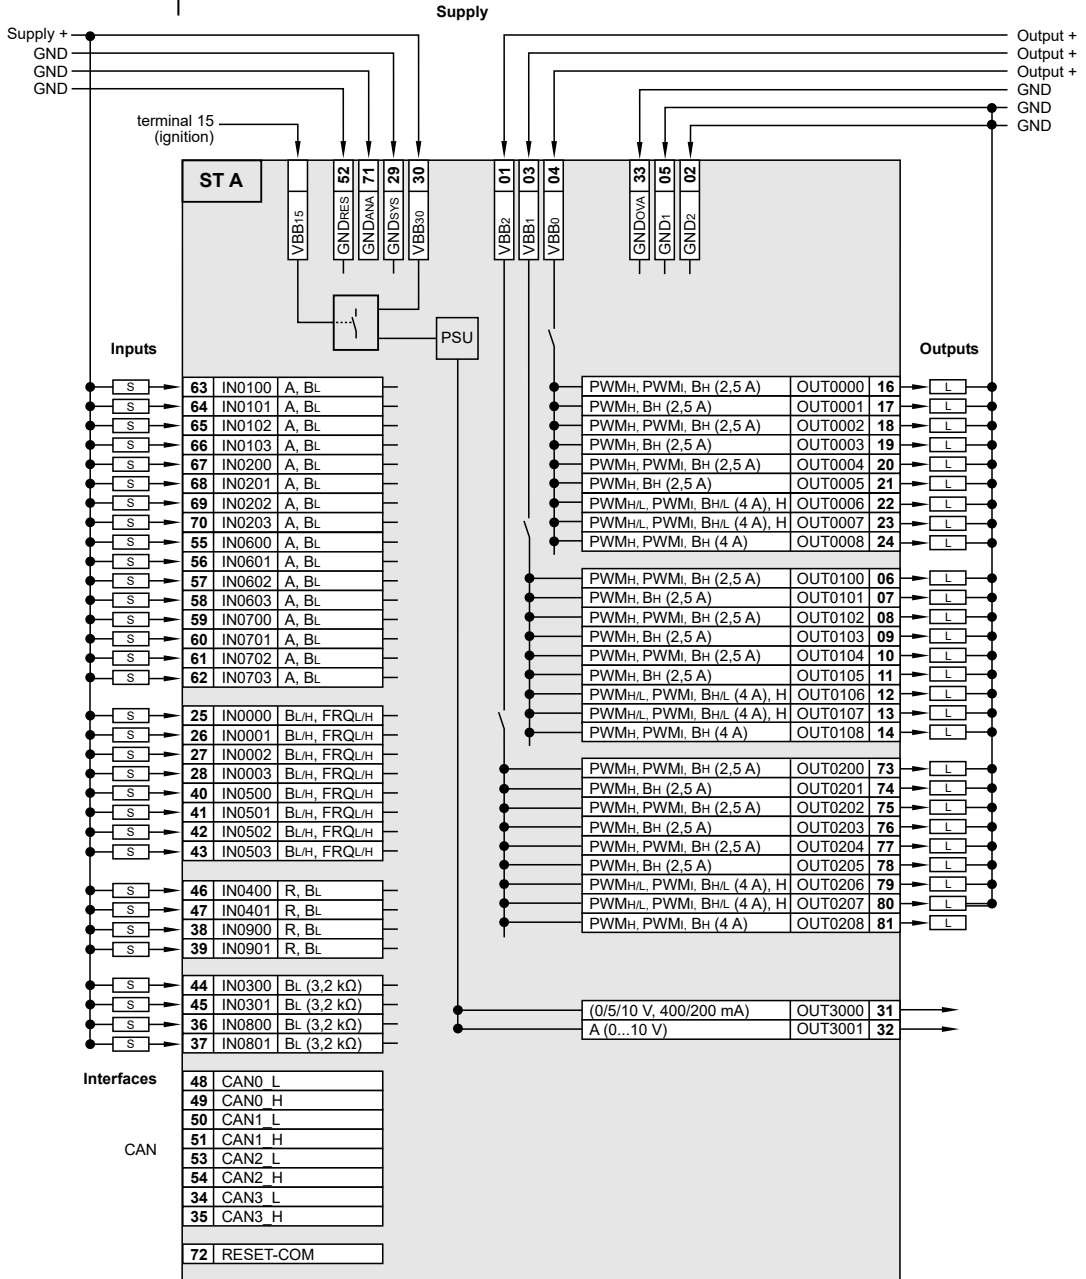 Supply
Supply +
GND
GND
GND
Output +
Output +
Output +
GND
GND
GND
terminal 15
(ignition)
ST A
VBB15
52 GNDRES
71 GNDANA
29 GNDSYS
30 VBB30
01 VBB2
03 VBB1
04 VBB0
33 GNDOVA
05 GND1
02 GND2
PSU
Inputs
S 63 IN0100 A, BL
S 64 IN0101 A, BL
S 65 IN0102 A, BL
S 66 IN0103 A, BL
S 67 IN0200 A, BL
S 68 IN0201 A, BL
S 69 IN0202 A, BL
S 70 IN0203 A, BL
S 55 IN0600 A, BL
S 56 IN0601 A, BL
S 57 IN0602 A, BL
S 58 IN0603 A, BL
S 59 IN0700 A, BL
S 60 IN0701 A, BL
S 61 IN0702 A, BL
S 62 IN0703 A, BL
S 25 IN0000 BL/H, FRQL/H
S 26 IN0001 BL/H, FRQL/H
S 27 IN0002 BL/H, FRQL/H
S 28 IN0003 BL/H, FRQL/H
S 40 IN0500 BL/H, FRQL/H
S 41 IN0501 BL/H, FRQL/H
S 42 IN0502 BL/H, FRQL/H
S 43 IN0503 BL/H, FRQL/H
S 46 IN0400 R, BL
S 47 IN0401 R, BL
S 38 IN0900 R, BL
S 39 IN0901 R, BL
S 44 IN0300 BL (3,2 kΩ)
S 45 IN0301 BL (3,2 kΩ)
S 36 IN0800 BL (3,2 kΩ)
S 37 IN0801 BL (3,2 kΩ)
Interfaces
CAN
48 CAN0_L
49 CAN0_H
50 CAN1_L
51 CAN1_H
53 CAN2_L
54 CAN2_H
34 CAN3_L
35 CAN3_H
72 RESET-COM
Outputs
PWMH, PWMI, BH (2,5 A) OUT0000 16 L
PWMH, BH (2,5 A) OUT0001 17 L
PWMH, PWMI, BH (2,5 A) OUT0002 18 L
PWMH, BH (2,5 A) OUT0003 19 L
PWMH, PWMI, BH (2,5 A) OUT0004 20 L
PWMH, BH (2,5 A) OUT0005 21 L
PWMH/L, PWMI, BH/L (4 A), H OUT0006 22 L
PWMH/L, PWMI, BH/L (4 A), H OUT0007 23 L
PWMH, PWMI, BH (4 A) OUT0008 24 L
PWMH, PWMI, BH (2,5 A) OUT0100 06 L
PWMH, BH (2,5 A) OUT0101 07 L
PWMH, PWMI, BH (2,5 A) OUT0102 08 L
PWMH, BH (2,5 A) OUT0103 09 L
PWMH, PWMI, BH (2,5 A) OUT0104 10 L
PWMH, BH (2,5 A) OUT0105 11 L
PWMH/L, PWMI, BH/L (4 A), H OUT0106 12 L
PWMH/L, PWMI, BH/L (4 A), H OUT0107 13 L
PWMH, PWMI, BH (4 A) OUT0108 14 L
PWMH, PWMI, BH (2,5 A) OUT0200 73 L
PWMH, BH (2,5 A) OUT0201 74 L
PWMH, PWMI, BH (2,5 A) OUT0202 75 L
PWMH, BH (2,5 A) OUT0203 76 L
PWMH, PWMI, BH (2,5 A) OUT0204 77 L
PWMH, BH (2,5 A) OUT0205 78 L
PWMH/L, PWMI, BH/L (4 A), H OUT0206 79 L
PWMH/L, PWMI, BH/L (4 A), H OUT0207 80 L
PWMH, PWMI, BH (4 A) OUT0208 81 L
(0/5/10 V, 400/200 mA) OUT3000 31
A (0...10 V) OUT3001 32